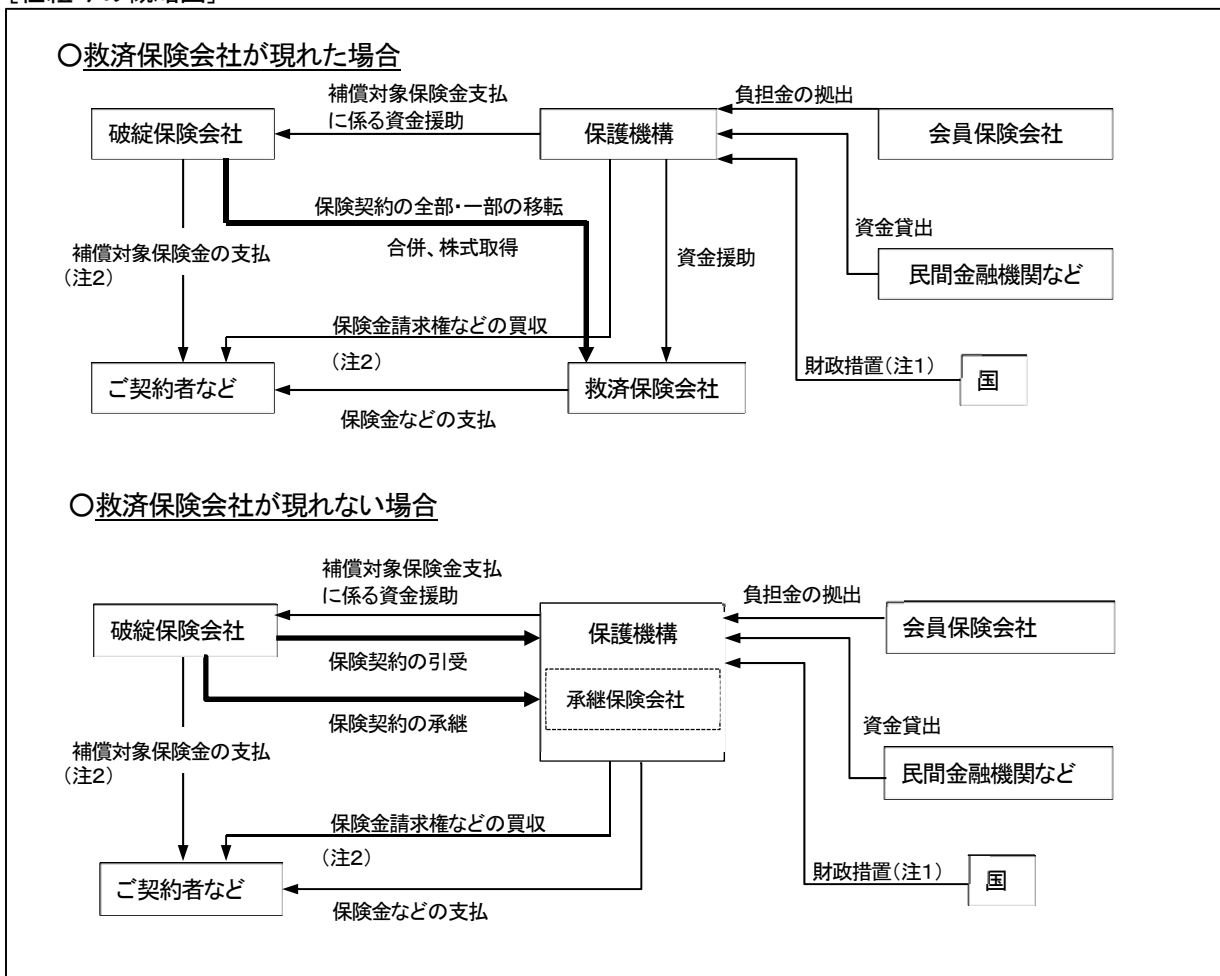 ○救済保険会社が現れた場合
補償対象保険金支払
に係る資金援助
負担金の拠出
破綻保険会社
保護機構
会員保険会社
保険契約の全部・一部の移転
合併、株式取得
資金援助
資金貸出
補償対象保険金の支払
（注2）
民間金融機関など
保険金請求権などの買収
（注2）
財政措置（注1）
国
ご契約者など
救済保険会社
保険金などの支払
○救済保険会社が現れない場合
補償対象保険金支払
に係る資金援助
負担金の拠出
破綻保険会社
保護機構
会員保険会社
保険契約の引受
承継保険会社
保険契約の承継
資金貸出
補償対象保険金の支払
（注2）
民間金融機関など
保険金請求権などの買収
（注2）
財政措置（注1）
国
ご契約者など
保険金などの支払